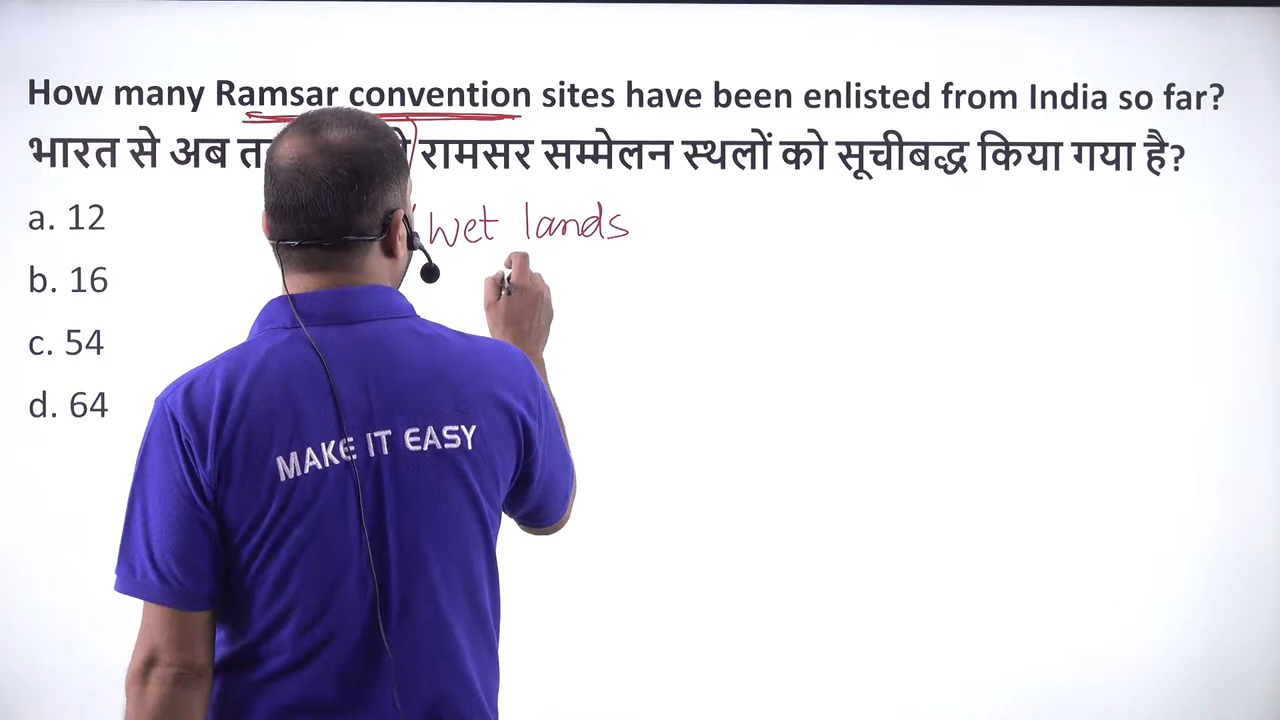 How many Ramsar convention sites have been enlisted from India so far?
भारत से अब रामसर सम्मेलन स्थलों को सूचीबद्ध किया गया है?
a. 12
wet lands
b. 16
c. 54
d. 64
MAKE IT EASY